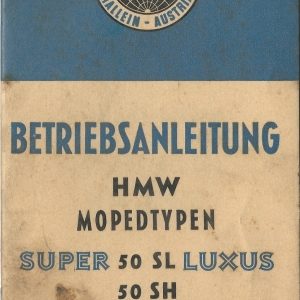 HALLEIN - AUSTRIA
BETRIEBSANLEITUNG
HMW
MOPEDTYPEN
SUPER 50 SL LUXUS
50 SH